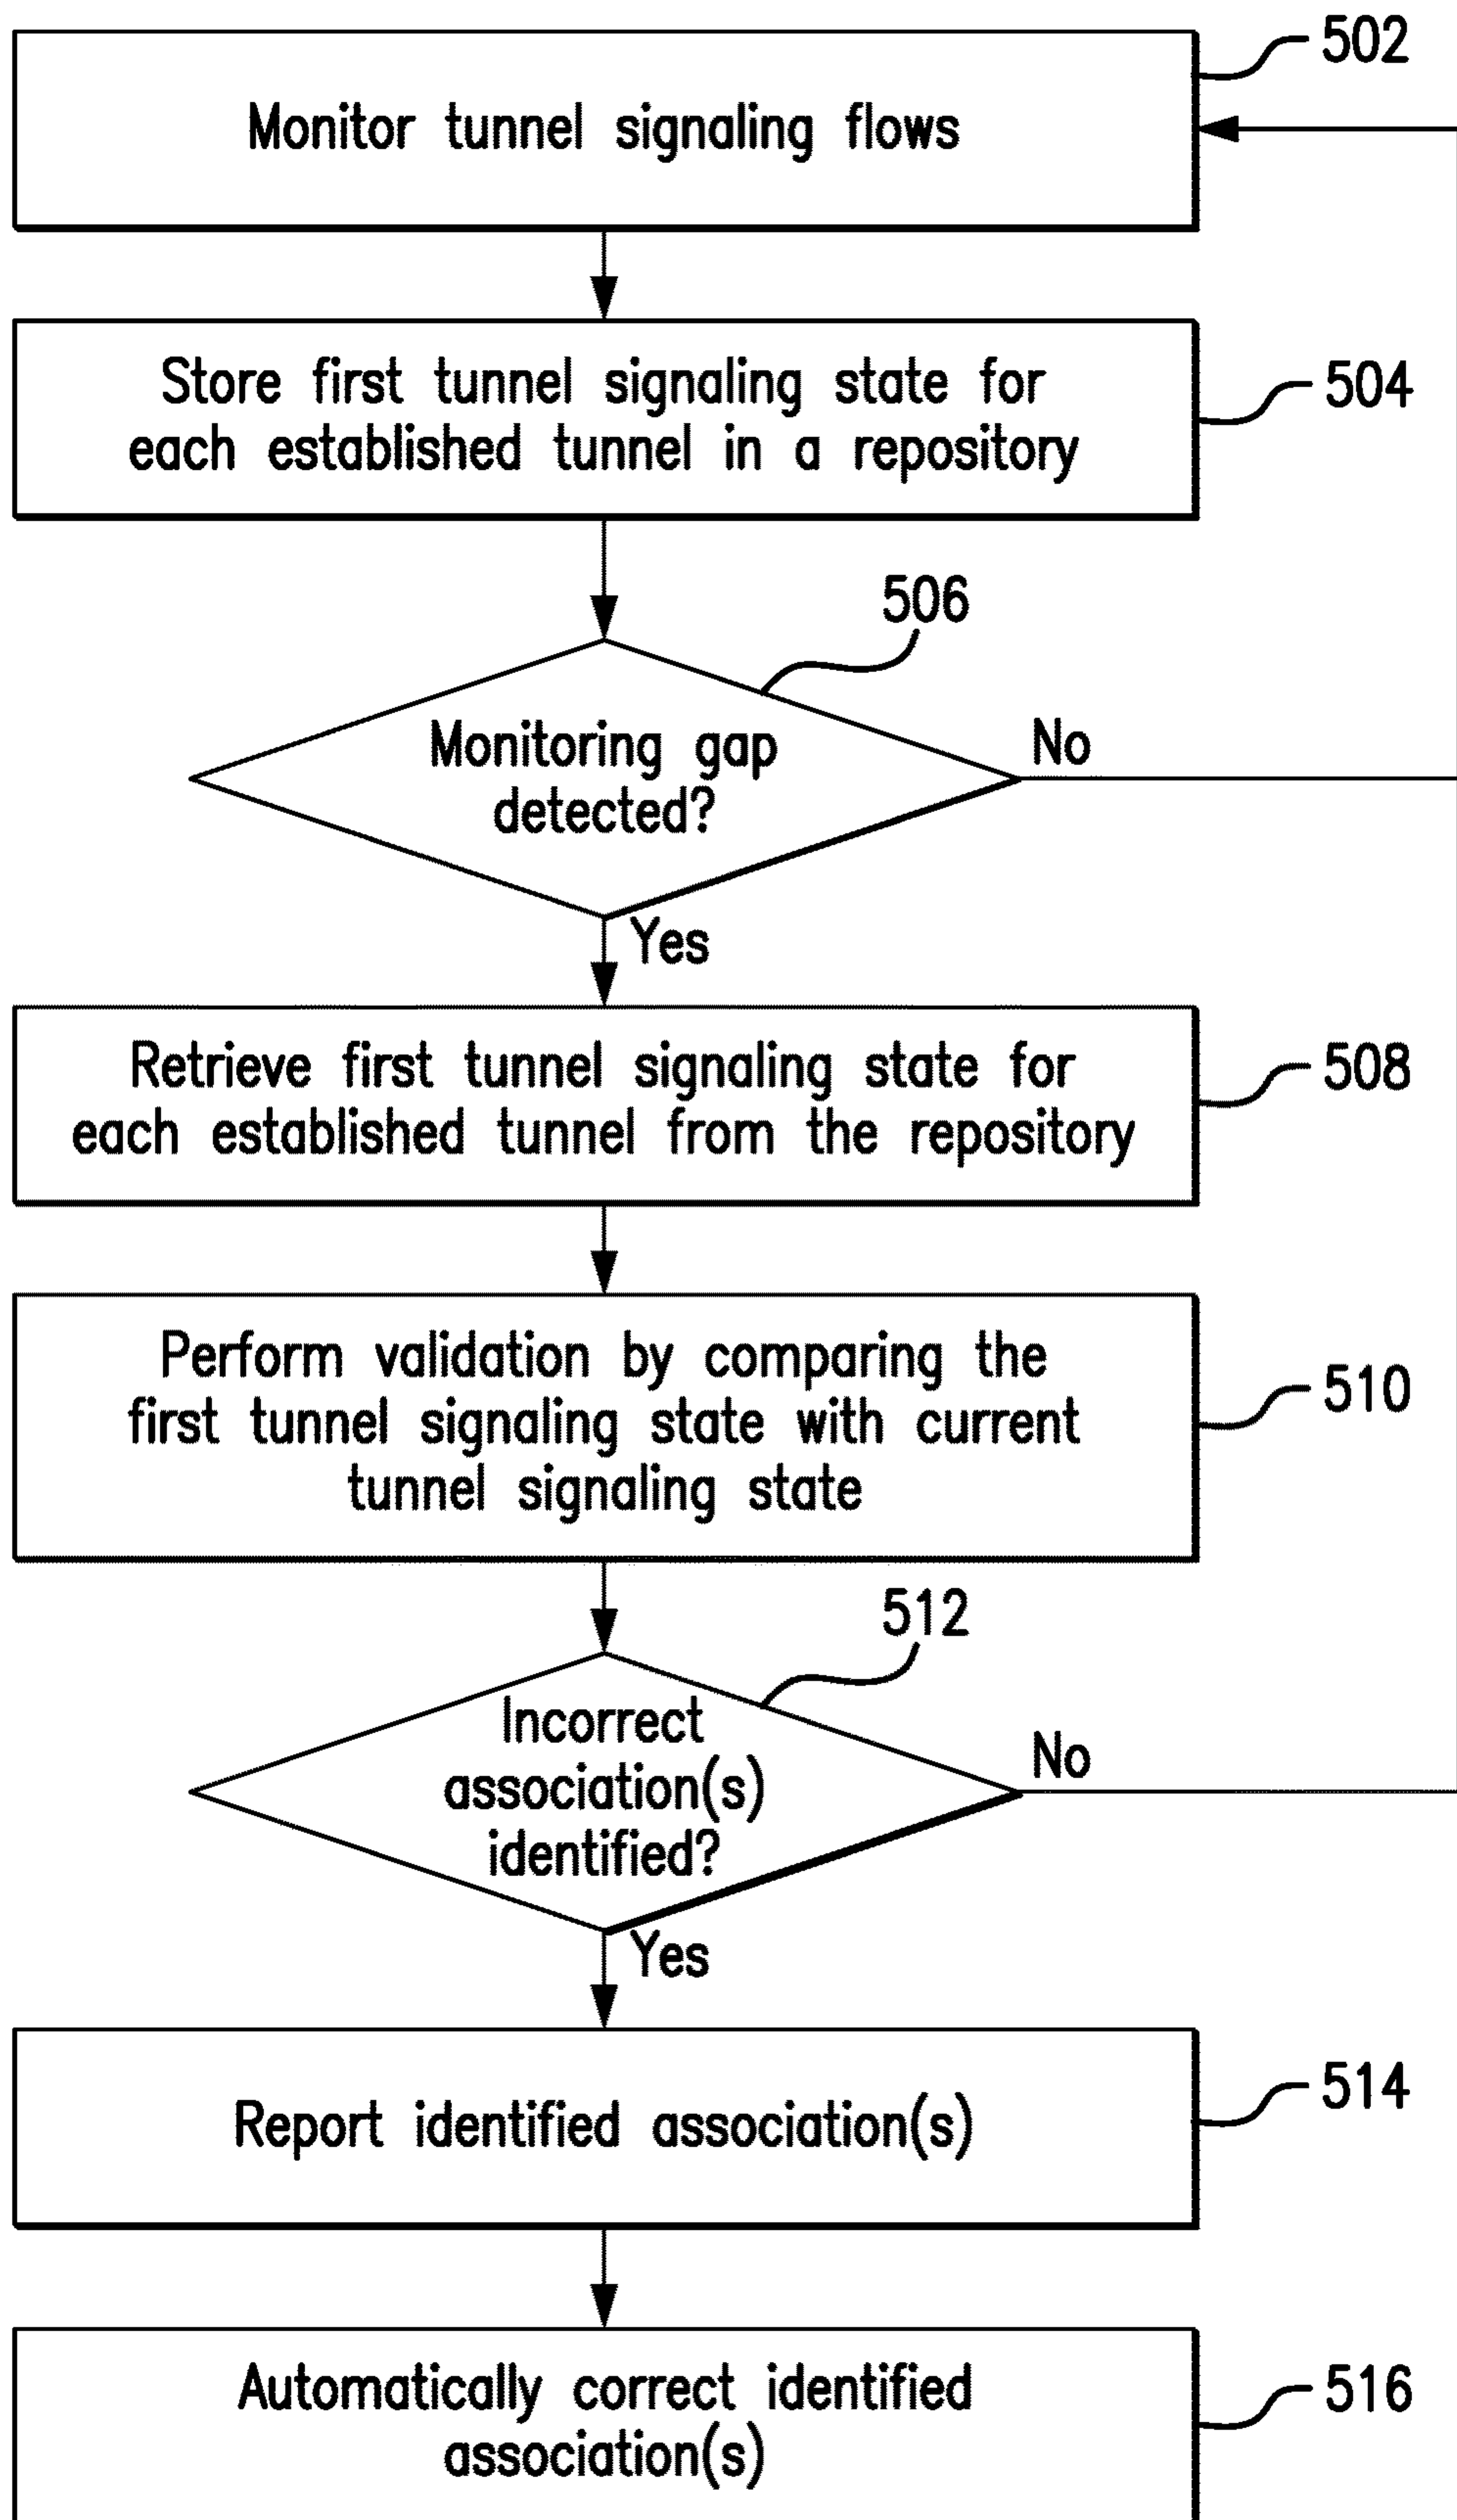 502
Monitor tunnel signaling flows
Store first tunnel signaling state for
each established tunnel in a repository
504
506
Monitoring gap
detected?
No
Yes
Retrieve first tunnel signaling state for
each established tunnel from the repository
508
Perform validation by comparing the
first tunnel signaling state with current
tunnel signaling state
510
512
Incorrect
association(s)
identified?
No
Yes
Report identified association(s)
514
Automatically correct identified
association(s)
516